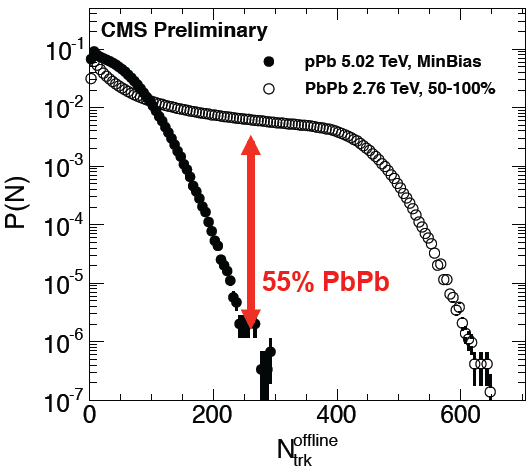 CMS Preliminary
pPb 5.02 TeV, MinBias
PbPb 2.76 TeV, 50-100%
55% PbPb
P(N)
10^-1
10^-2
10^-3
10^-4
10^-5
10^-6
10^-7
0 200 400 600
N_trk^offline